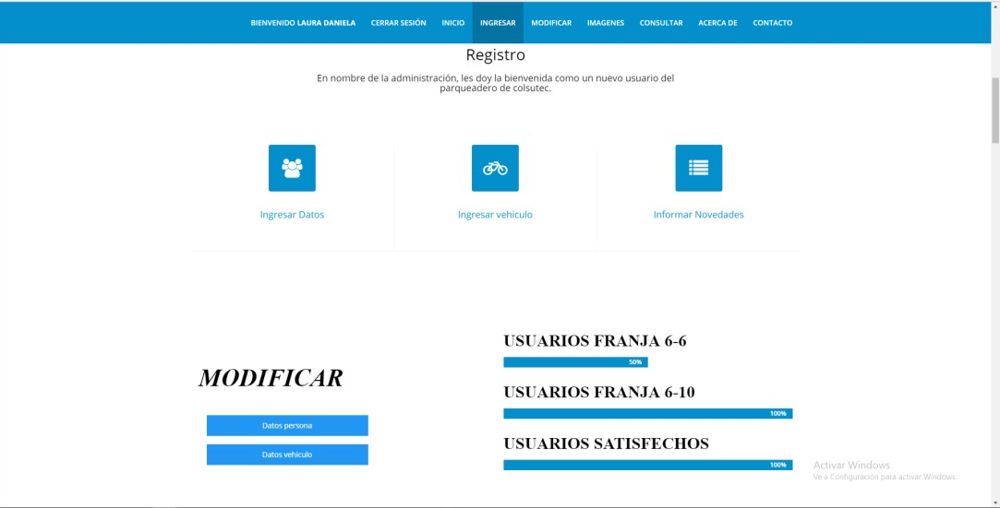 BIENVENIDO LAURA DANIELA CERRAR SESIÓN INICIO INGRESAR MODIFICAR IMAGENES CONSULTAR ACERCA DE CONTACTO
Registro
En nombre de la administración, les doy la bienvenida como un nuevo usuario del
parqueadero de colsutec.
Ingresar Datos
Ingresar vehiculo
Informar Novedades
MODIFICAR
Datos persona
Datos vehiculo
USUARIOS FRANJA 6-6
50%
USUARIOS FRANJA 6-10
100%
USUARIOS SATISFECHOS
100%
Activar Windows
Ve a Configuración para activar Windows.